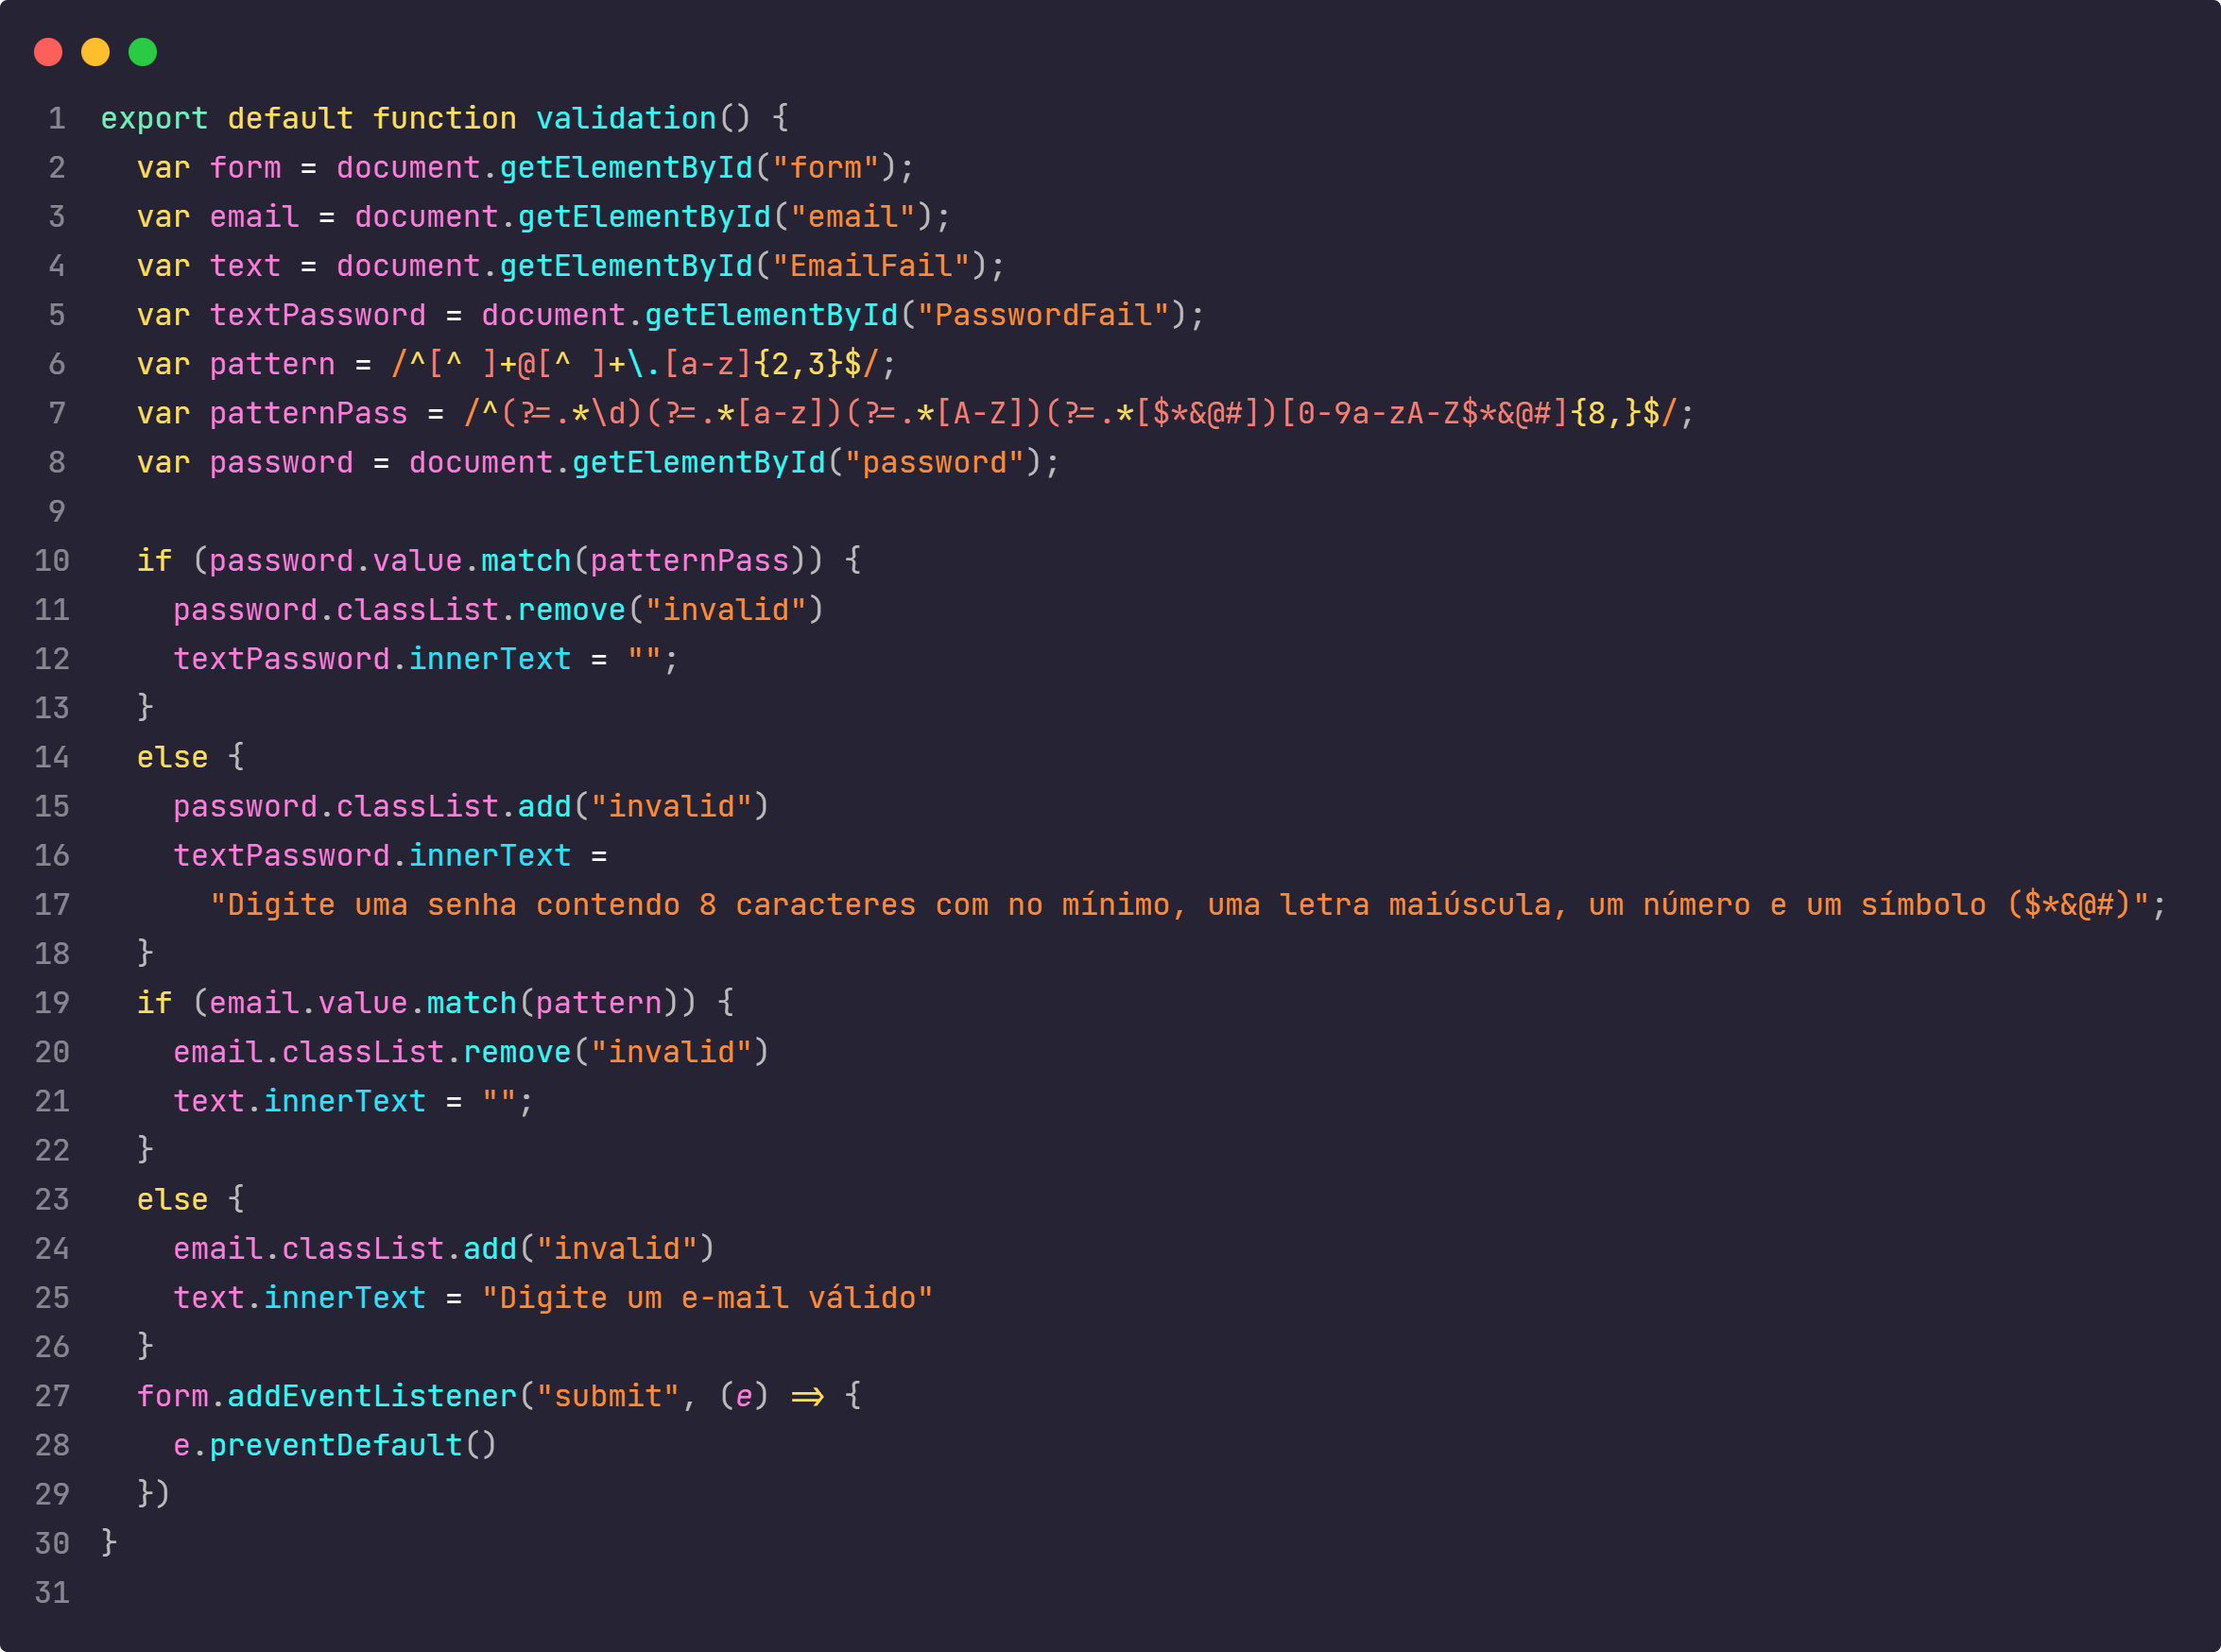 1 export default function validation() {
2   var form = document.getElementById("form");
3   var email = document.getElementById("email");
4   var text = document.getElementById("EmailFail");
5   var textPassword = document.getElementById("PasswordFail");
6   var pattern = /^[^ ]+@[^ ]+\.[a-z]{2,3}$/;
7   var patternPass = /^(?=.*\d)(?=.*[a-z])(?=.*[A-Z])(?=.*[$*&@#])[0-9a-zA-Z$*&@#]{8,}$/;
8   var password = document.getElementById("password");
9
10   if (password.value.match(patternPass)) {
11     password.classList.remove("invalid")
12     textPassword.innerText = "";
13   }
14   else {
15     password.classList.add("invalid")
16     textPassword.innerText =
17       "Digite uma senha contendo 8 caracteres com no mínimo, uma letra maiúscula, um número e um símbolo ($*&@#)";
18   }
19   if (email.value.match(pattern)) {
20     email.classList.remove("invalid")
21     text.innerText = "";
22   }
23   else {
24     email.classList.add("invalid")
25     text.innerText = "Digite um e-mail válido"
26   }
27   form.addEventListener("submit", (e) => {
28     e.preventDefault()
29   })
30 }
31